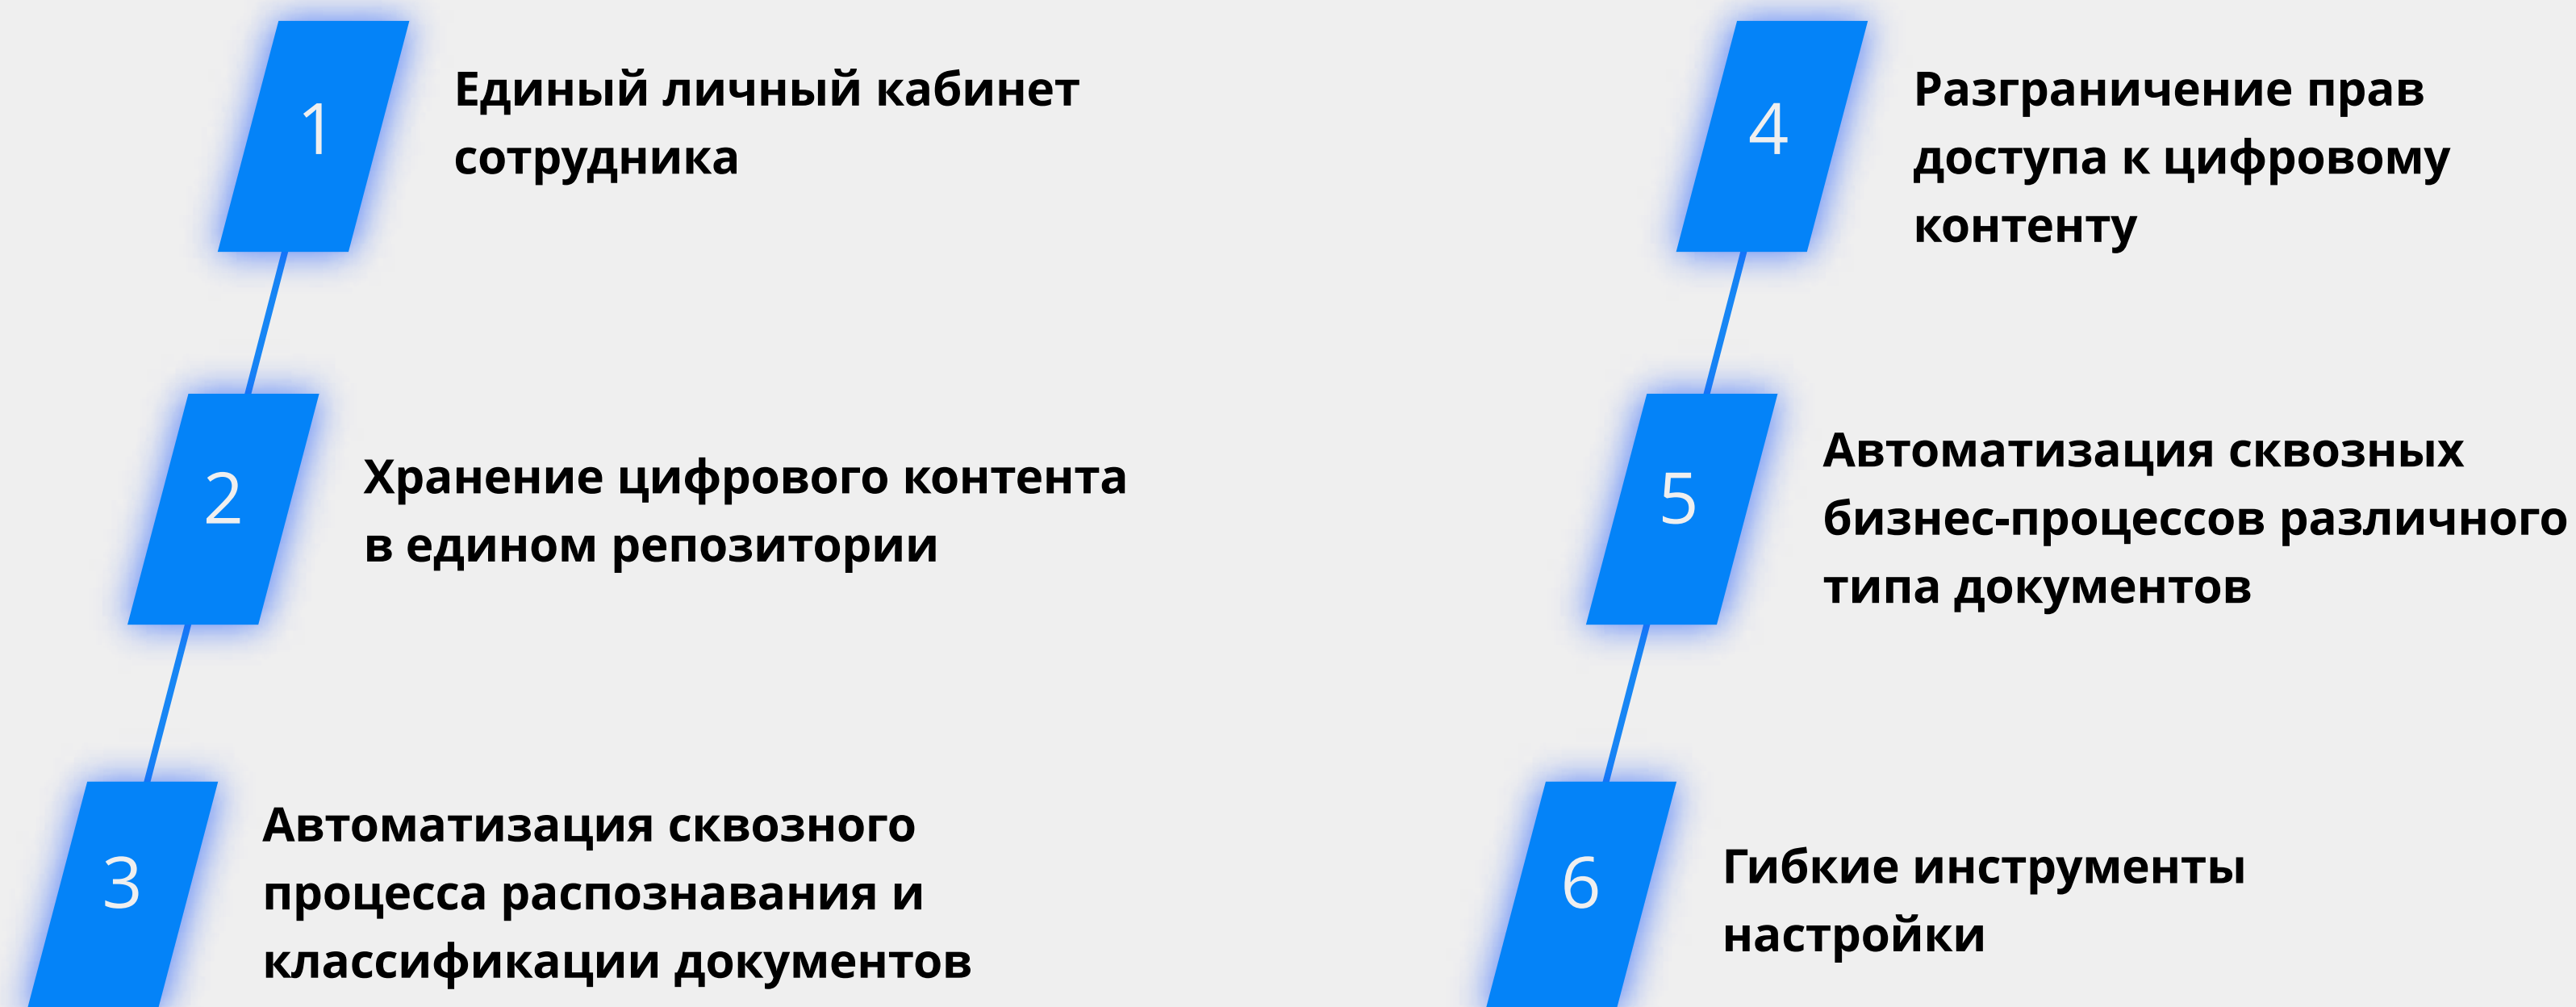 1
Единый личный кабинет
сотрудника
2
Хранение цифрового контента
в едином репозитории
3
Автоматизация сквозного
процесса распознавания и
классификации документов
4
Разграничение прав
доступа к цифровому
контенту
5
Автоматизация сквозных
бизнес-процессов различного
типа документов
6
Гибкие инструменты
настройки